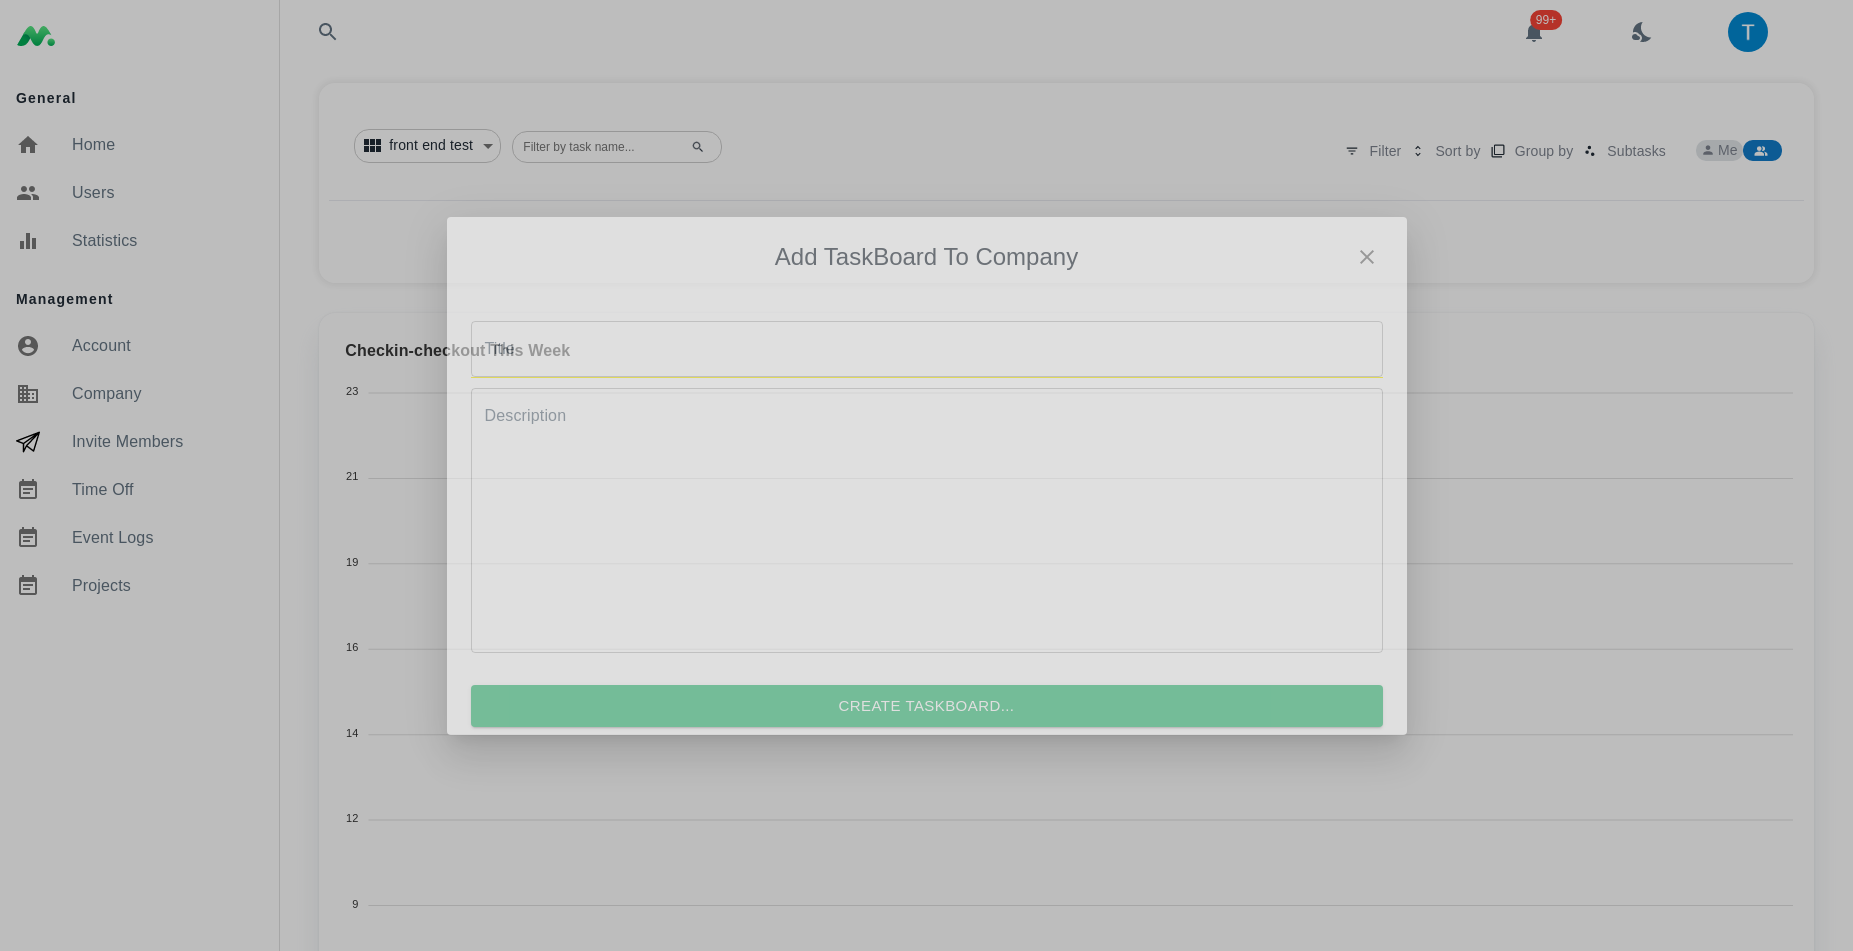 99+
T
General
Home
Users
Statistics
Management
Account
Company
Invite Members
Time Off
Event Logs
Projects
front end test
Filter by task name...
Filter
Sort by
Group by
Subtasks
Me
Add TaskBoard To Company
Checkin-checkout This Week
Title
Description
CREATE TASKBOARD...
23
21
19
16
14
12
9